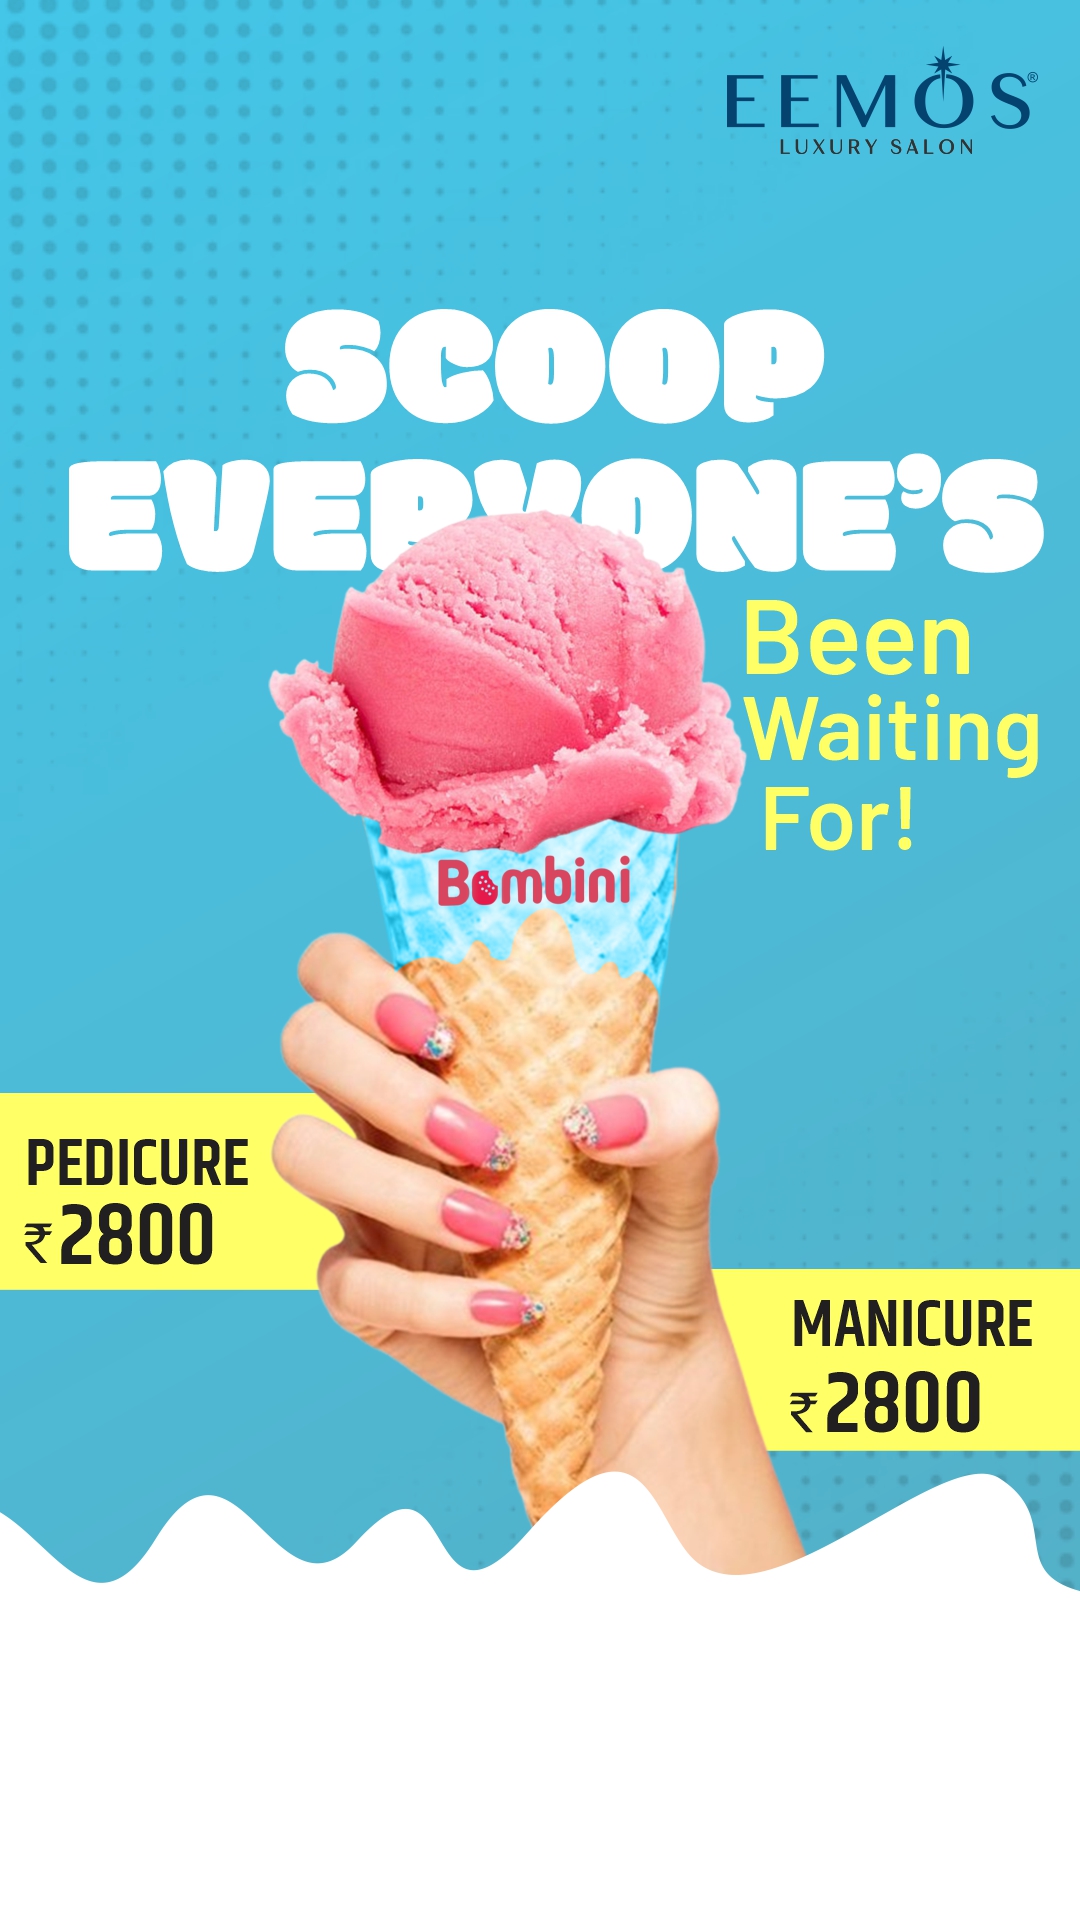 EEMOS®
LUXURY SALON
SCOOP
EVERYONE'S
Been
Waiting
For!
Bombini
PEDICURE
₹2800
MANICURE
₹2800